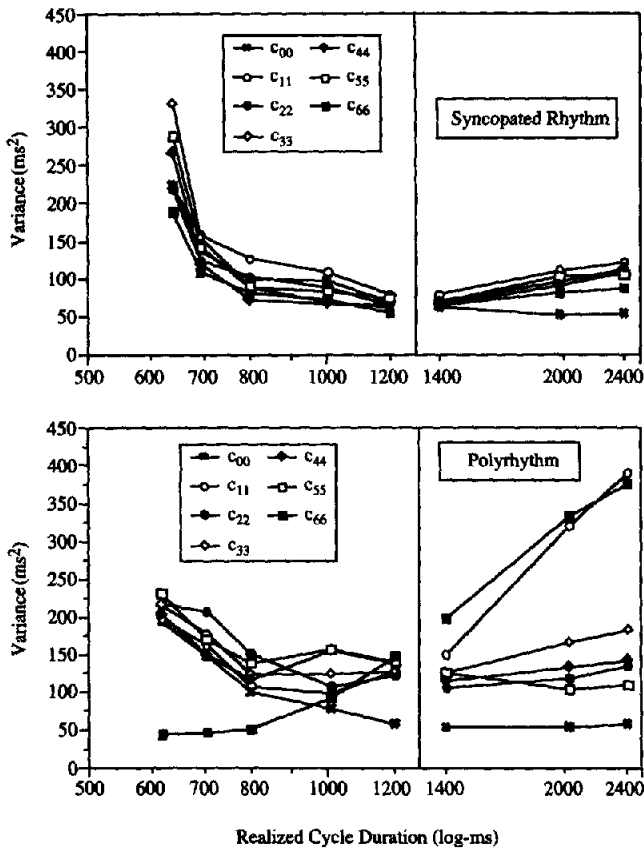 450
400
350
300
250
200
150
100
50
0
Variance (ms²)
c00 c44
c11 c55
c22 c66
c33
Syncopated Rhythm
500 600 700 800 1000 1200 1400 2000 2400
450
400
350
300
250
200
150
100
50
0
Variance (ms²)
c00 c44
c11 c55
c22 c66
c33
Polyrhythm
500 600 700 800 1000 1200 1400 2000 2400
Realized Cycle Duration (log-ms)